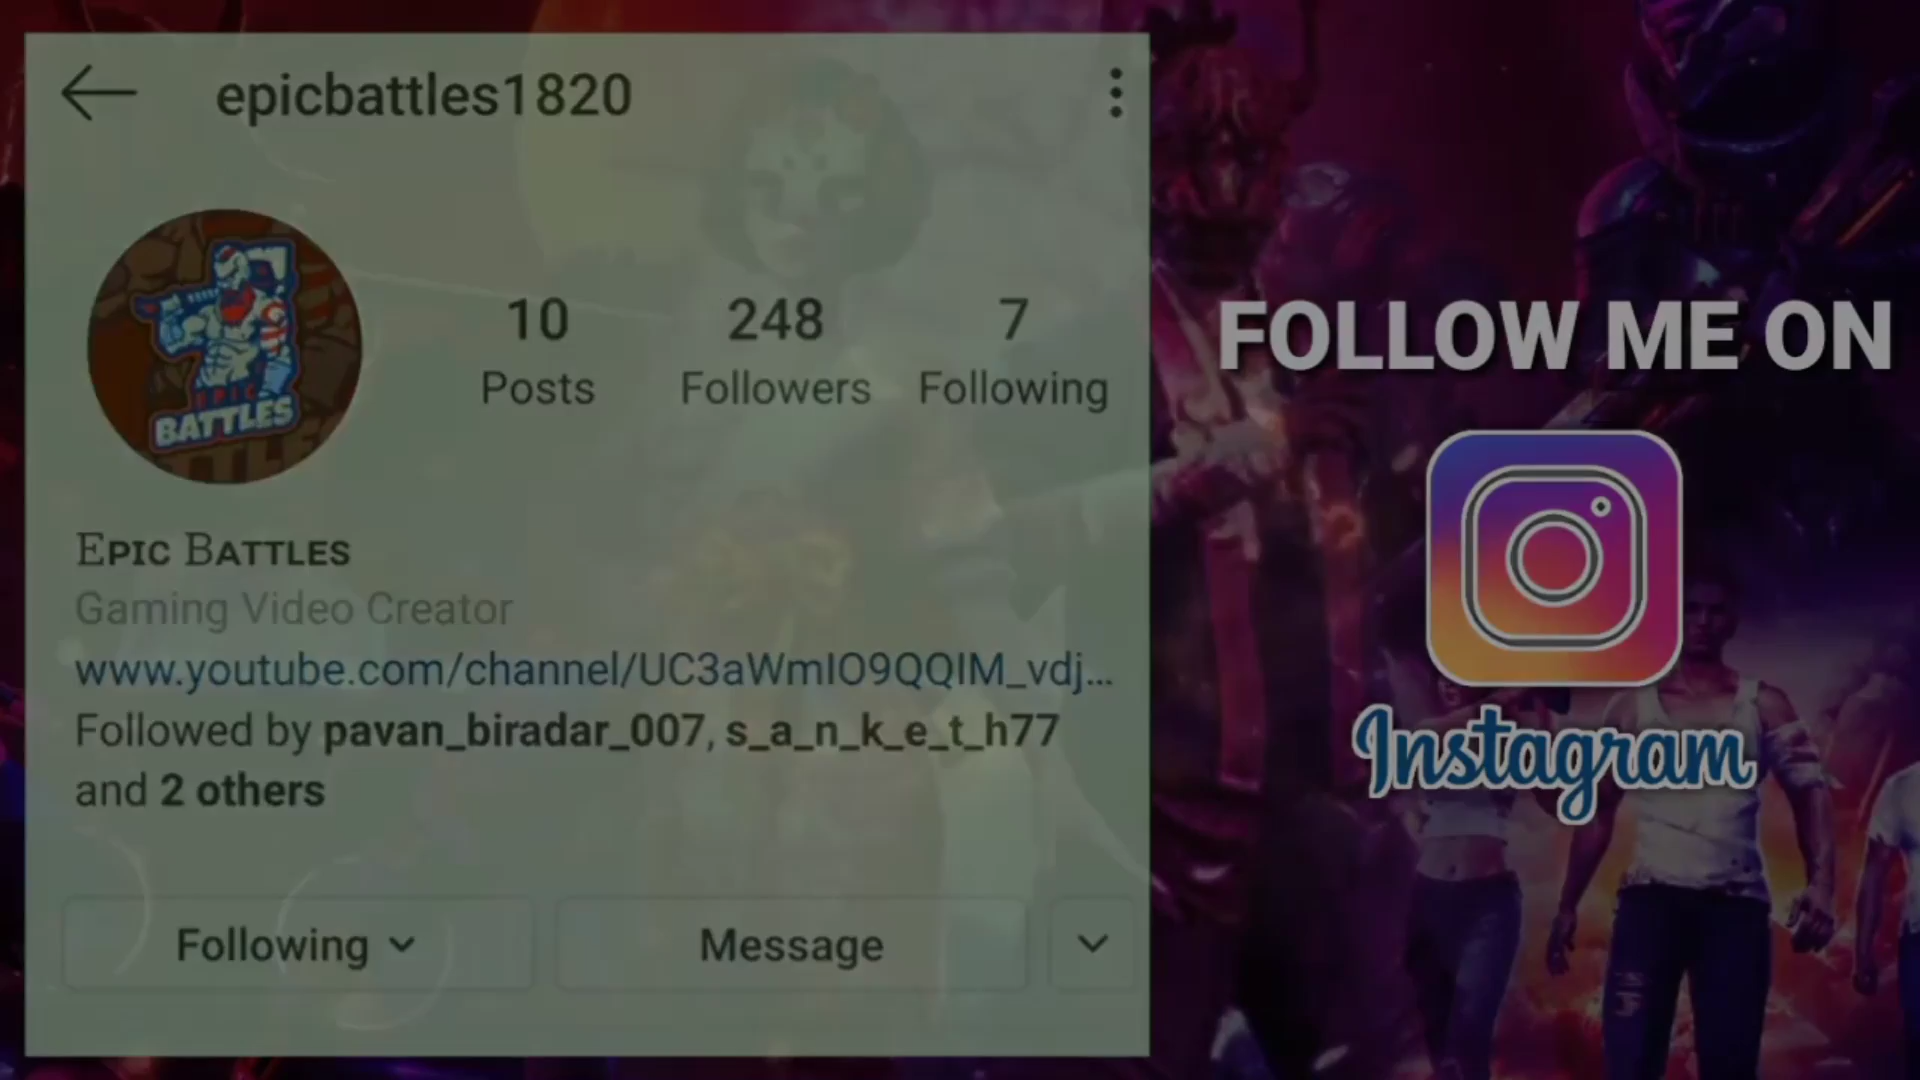 epicbattles1820
10 248 7
Posts Followers Following
EPIC
BATTLES
Epic Battles
Gaming Video Creator
www.youtube.com/channel/UC3aWmIO9QQIM_vdj...
Followed by pavan_biradar_007, s_a_n_k_e_t_h77
and 2 others
Following Message
FOLLOW ME ON
Instagram